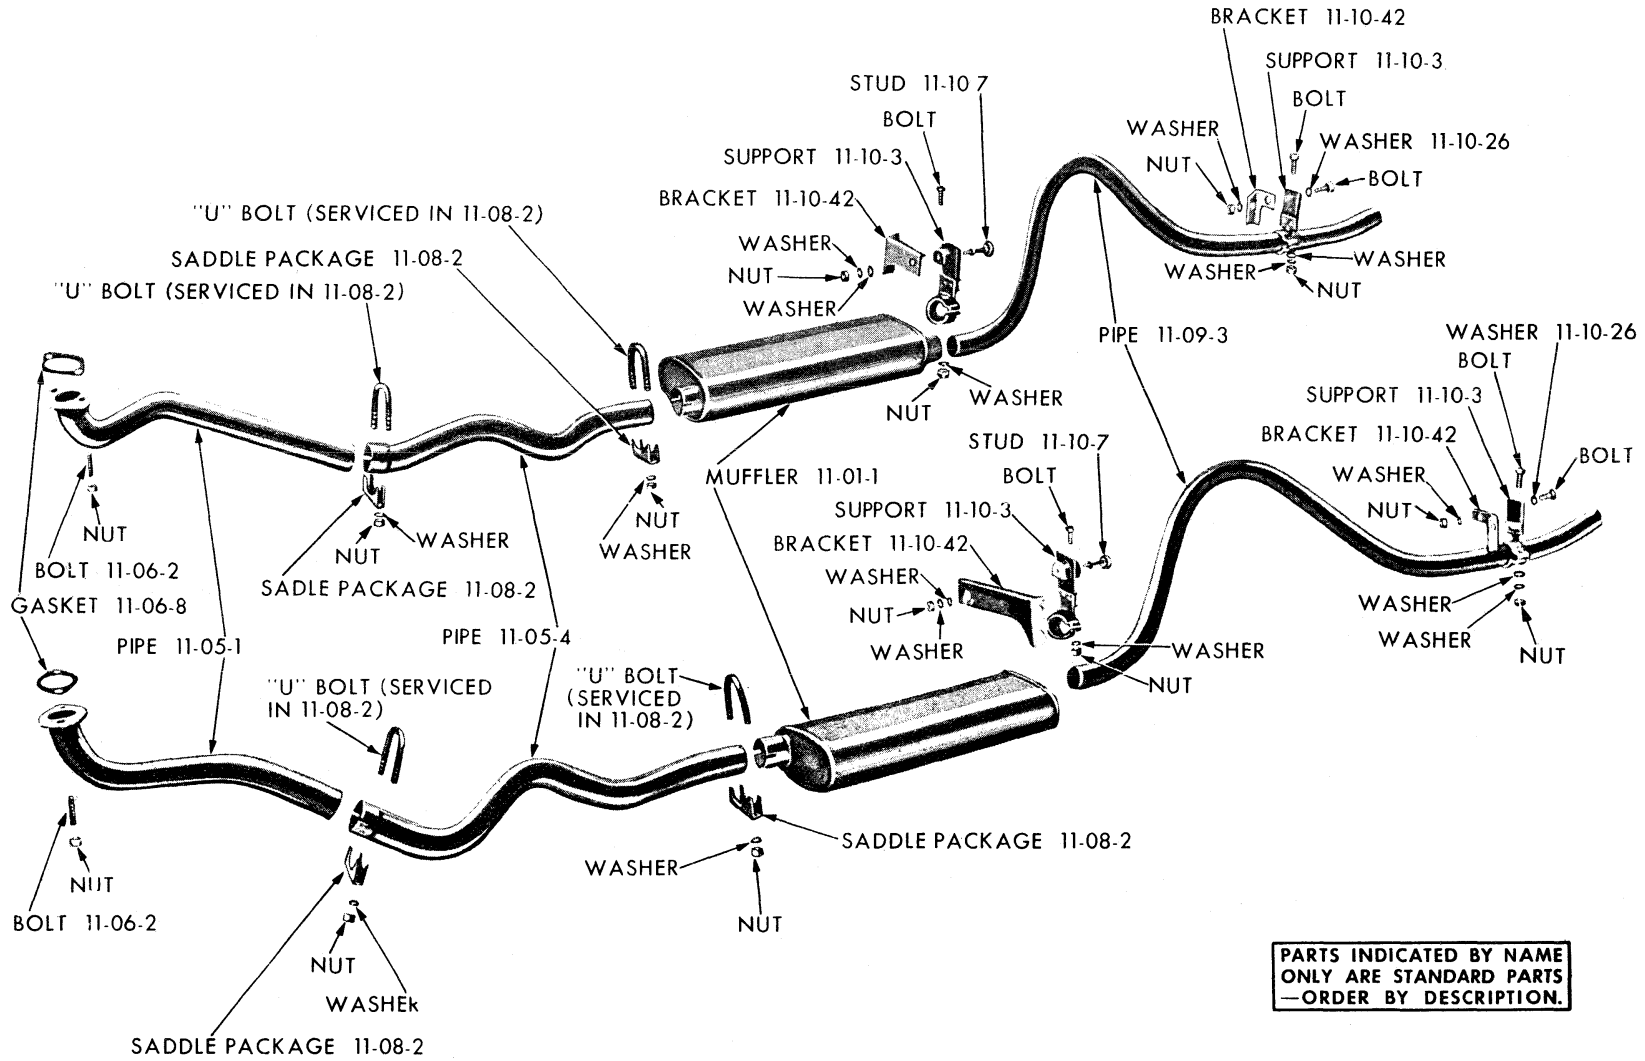 BRACKET 11-10-42
SUPPORT 11-10-3
STUD 11-10 7
BOLT
BOLT
WASHER
WASHER 11-10-26
SUPPORT 11-10-3
NUT
BOLT
BRACKET 11-10-42
"U" BOLT (SERVICED IN 11-08-2)
WASHER
SADDLE PACKAGE 11-08-2
WASHER
WASHER
NUT
"U" BOLT (SERVICED IN 11-08-2)
NUT
WASHER
PIPE 11-09-3
WASHER 11-10-26
BOLT
WASHER
NUT
SUPPORT 11-10-3
STUD 11-10-7
BRACKET 11-10-42
BOLT
MUFFLER 11-01-1
WASHER
BOLT
NUT
SUPPORT 11-10-3
NUT
NUT
WASHER
BRACKET 11-10-42
NUT
WASHER
BOLT 11-06-2
WASHER
SADLE PACKAGE 11-08-2
WASHER
GASKET 11-06-8
NUT
PIPE 11-05-1
PIPE 11-05-4
WASHER
WASHER
WASHER
NUT
"U" BOLT
(SERVICED
IN 11-08-2)
NUT
"U" BOLT (SERVICED
IN 11-08-2)
SADDLE PACKAGE 11-08-2
WASHER
NUT
BOLT 11-06-2
NUT
NUT
WASHER
SADDLE PACKAGE 11-08-2
PARTS INDICATED BY NAME
ONLY ARE STANDARD PARTS
—ORDER BY DESCRIPTION.